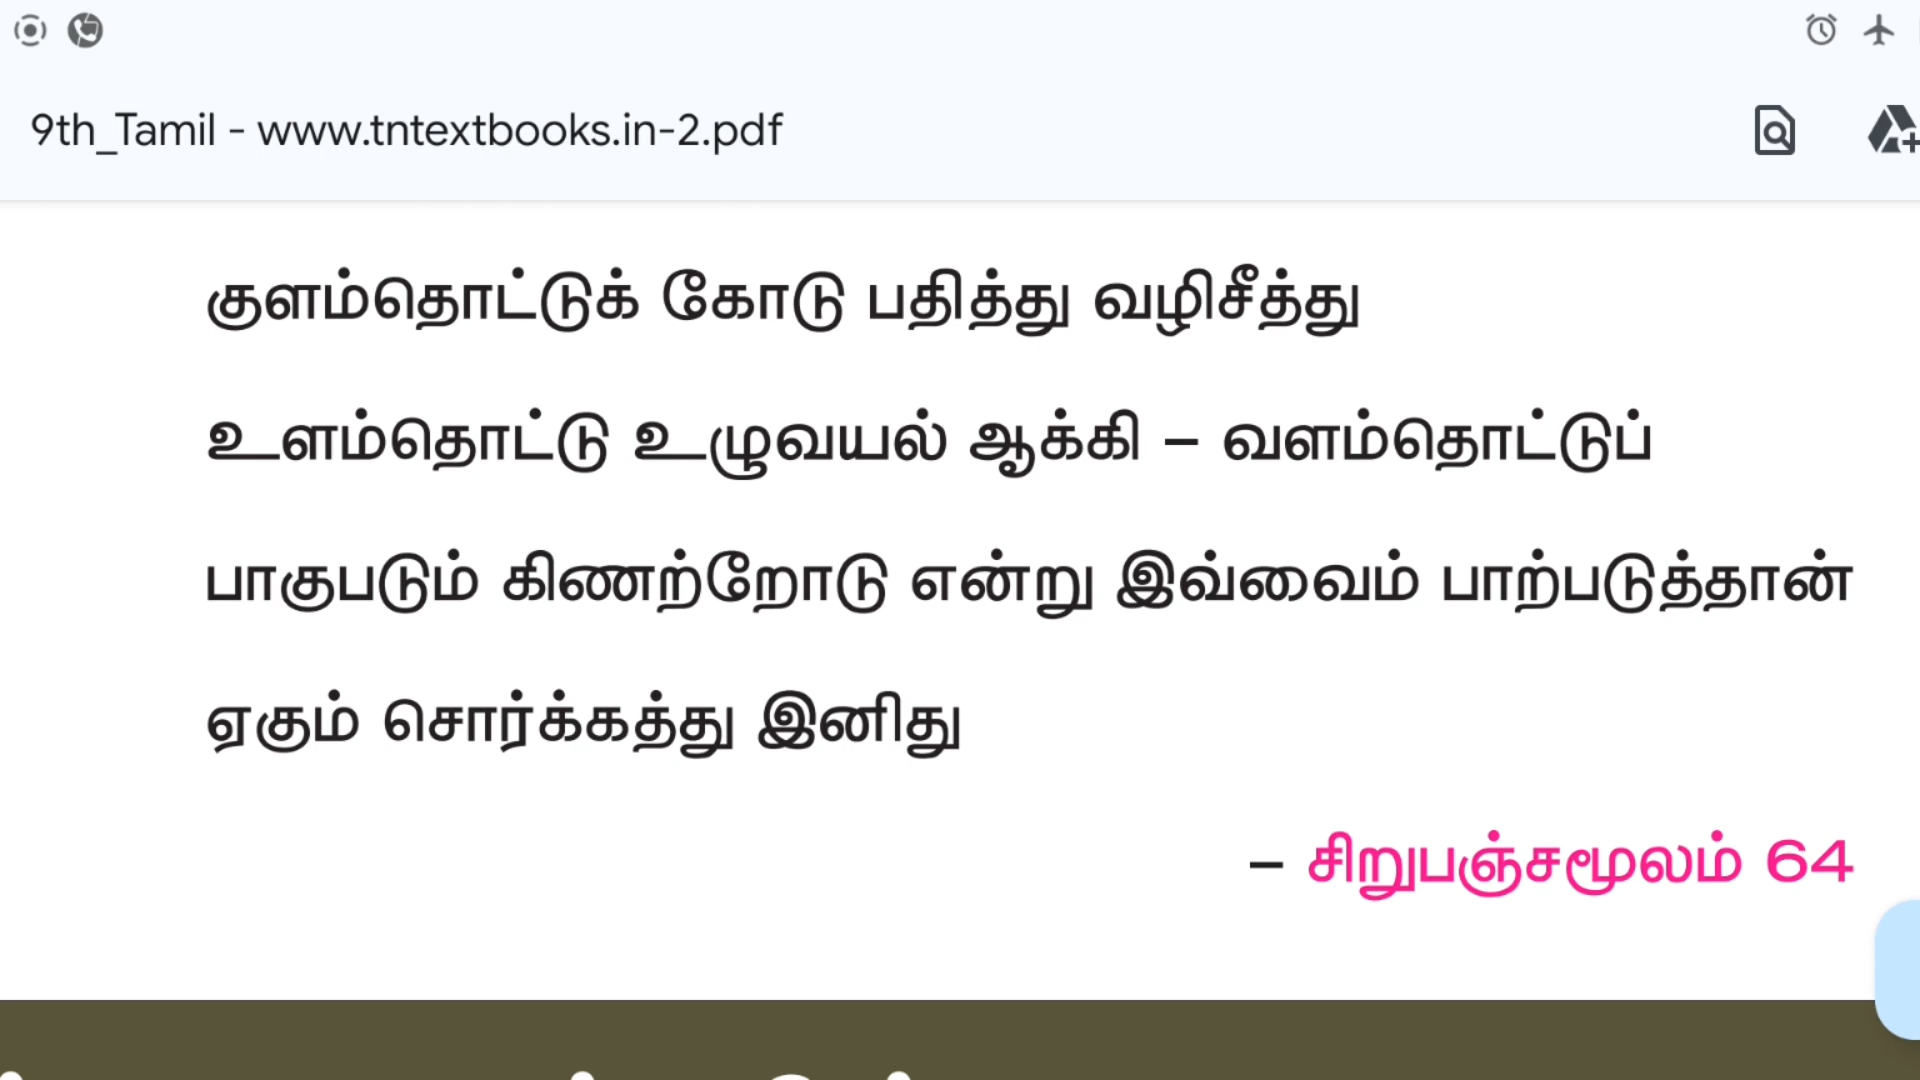 9th_Tamil - www.tntextbooks.in-2.pdf
குளம்தொட்டுக் கோடு பதித்து வழிசீத்து
உளம்தொட்டு உழுவயல் ஆக்கி – வளம்தொட்டுப்
பாகுபடும் கிணற்றோடு என்று இவ்வைம் பாற்படுத்தான்
ஏகும் சொர்க்கத்து இனிது
– சிறுபஞ்சமூலம் 64